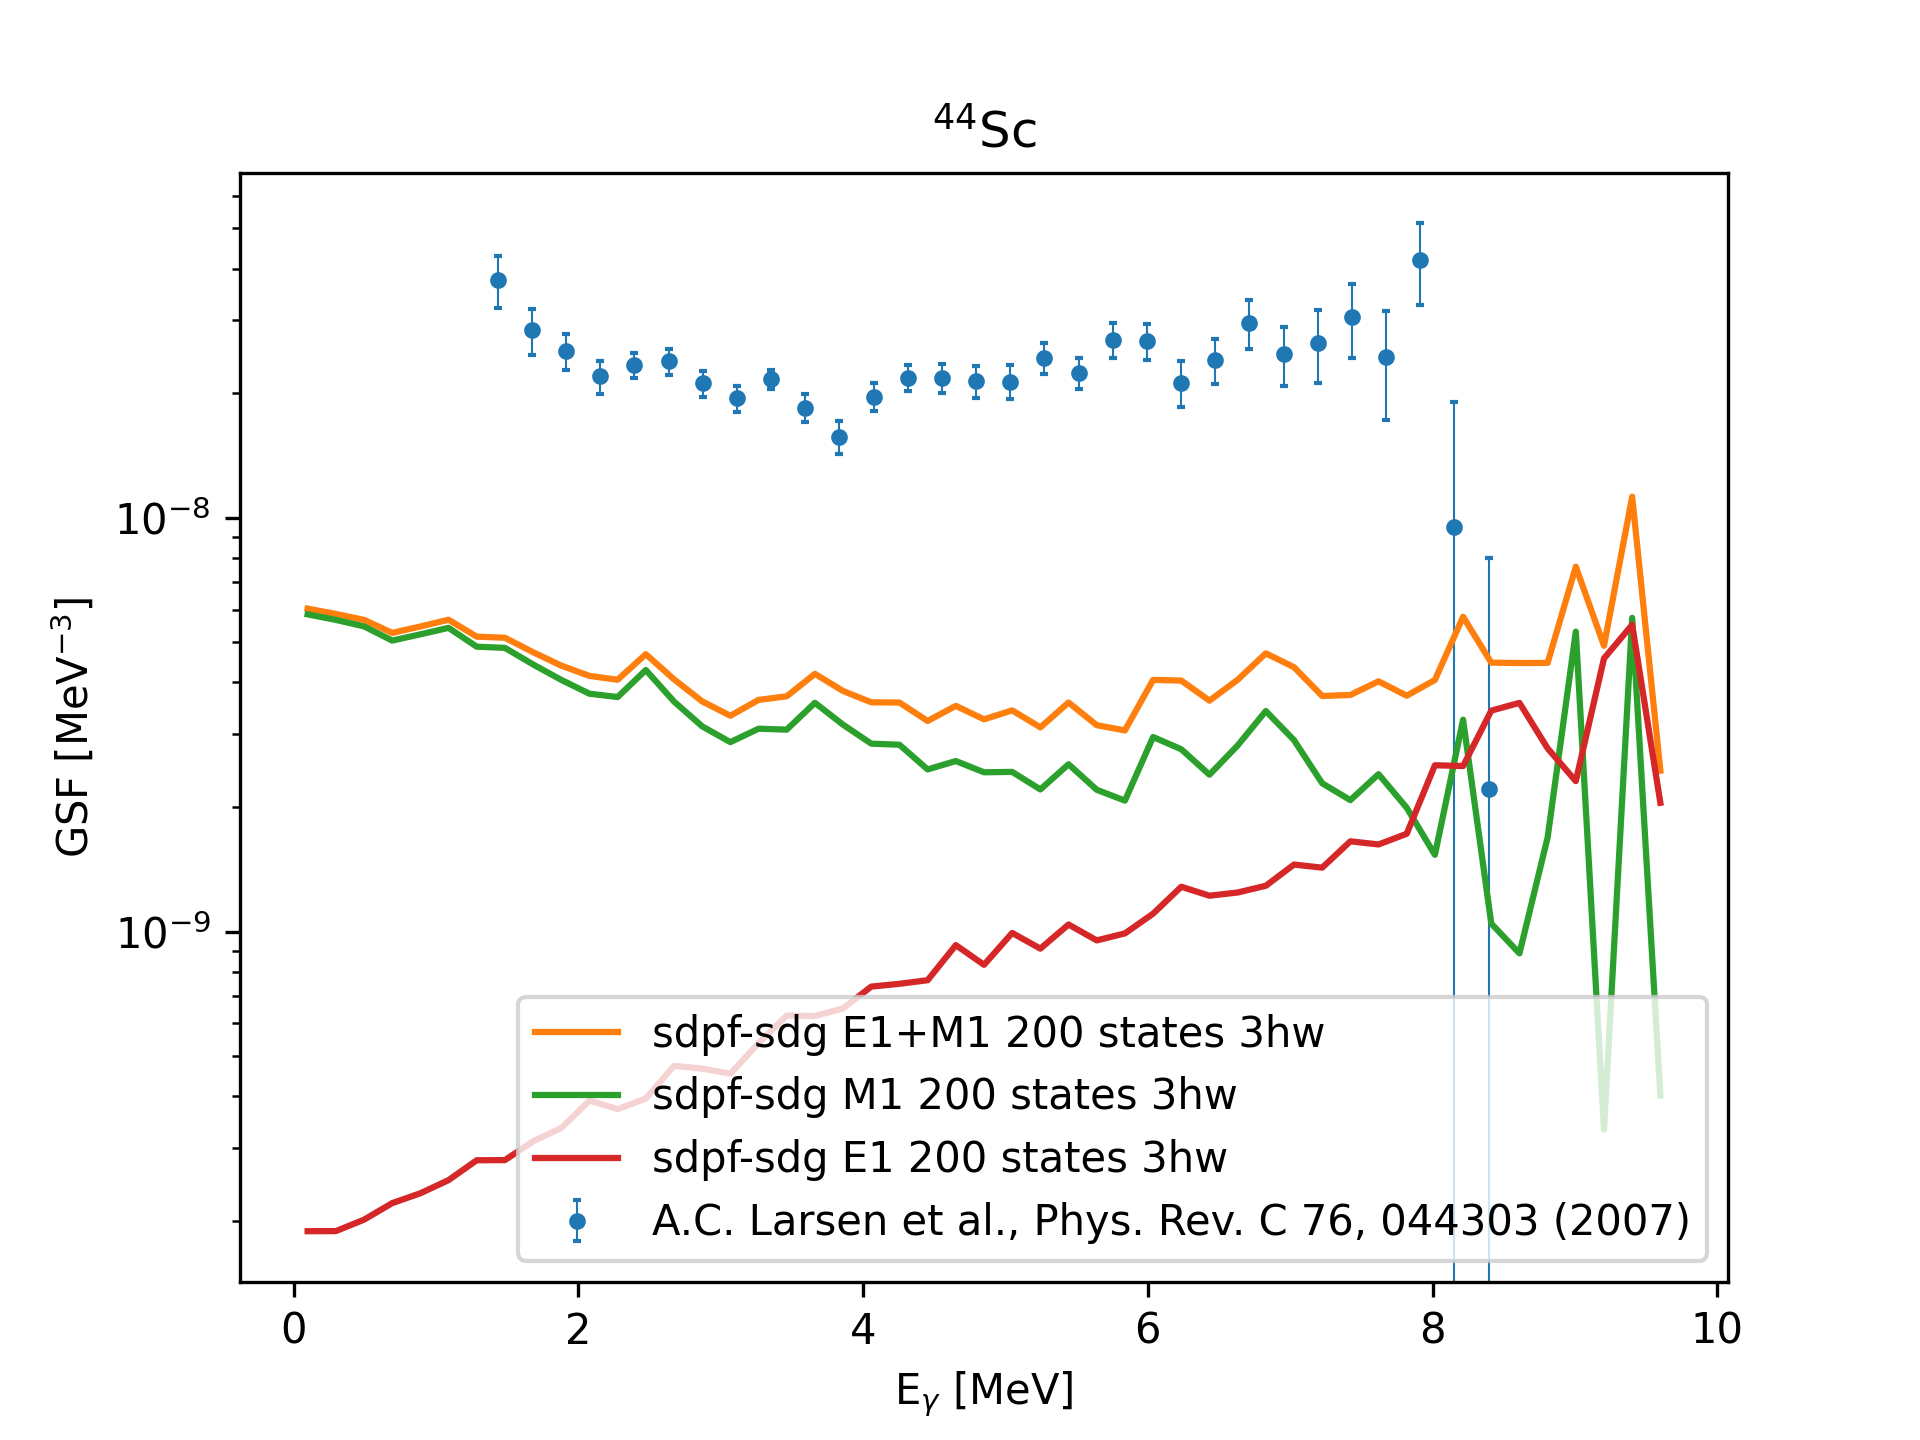 ⁴⁴Sc
GSF [MeV⁻³]
10⁻⁸
10⁻⁹
sdpf-sdg E1+M1 200 states 3hw
sdpf-sdg M1 200 states 3hw
sdpf-sdg E1 200 states 3hw
A.C. Larsen et al., Phys. Rev. C 76, 044303 (2007)
0 2 4 6 8 10
Eᵧ [MeV]